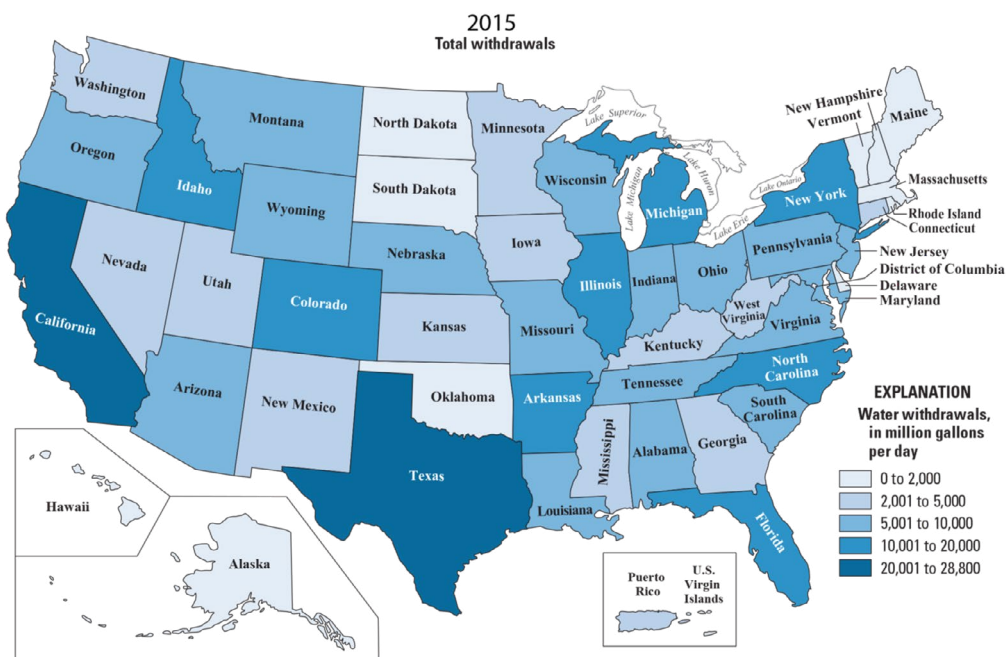 2015
Total withdrawals
Washington
Oregon
Idaho
Montana
Wyoming
North Dakota
South Dakota
Nebraska
Minnesota
Iowa
Wisconsin
Lake Superior
Lake Michigan
Lake Huron
Lake Erie
Lake Ontario
Michigan
New York
New Hampshire
Vermont
Maine
Massachusetts
Rhode Island
Connecticut
New Jersey
District of Columbia
Delaware
Maryland
Pennsylvania
Ohio
Indiana
Illinois
West
Virginia
Virginia
Kentucky
North
Carolina
Tennessee
South
Carolina
Georgia
Alabama
Mississippi
Florida
Louisiana
Arkansas
Missouri
Kansas
Oklahoma
Texas
Colorado
New Mexico
Utah
Arizona
Nevada
California
Hawaii
Alaska
Puerto
Rico
U.S.
Virgin
Islands
EXPLANATION
Water withdrawals,
in million gallons
per day
0 to 2,000
2,001 to 5,000
5,001 to 10,000
10,001 to 20,000
20,001 to 28,800